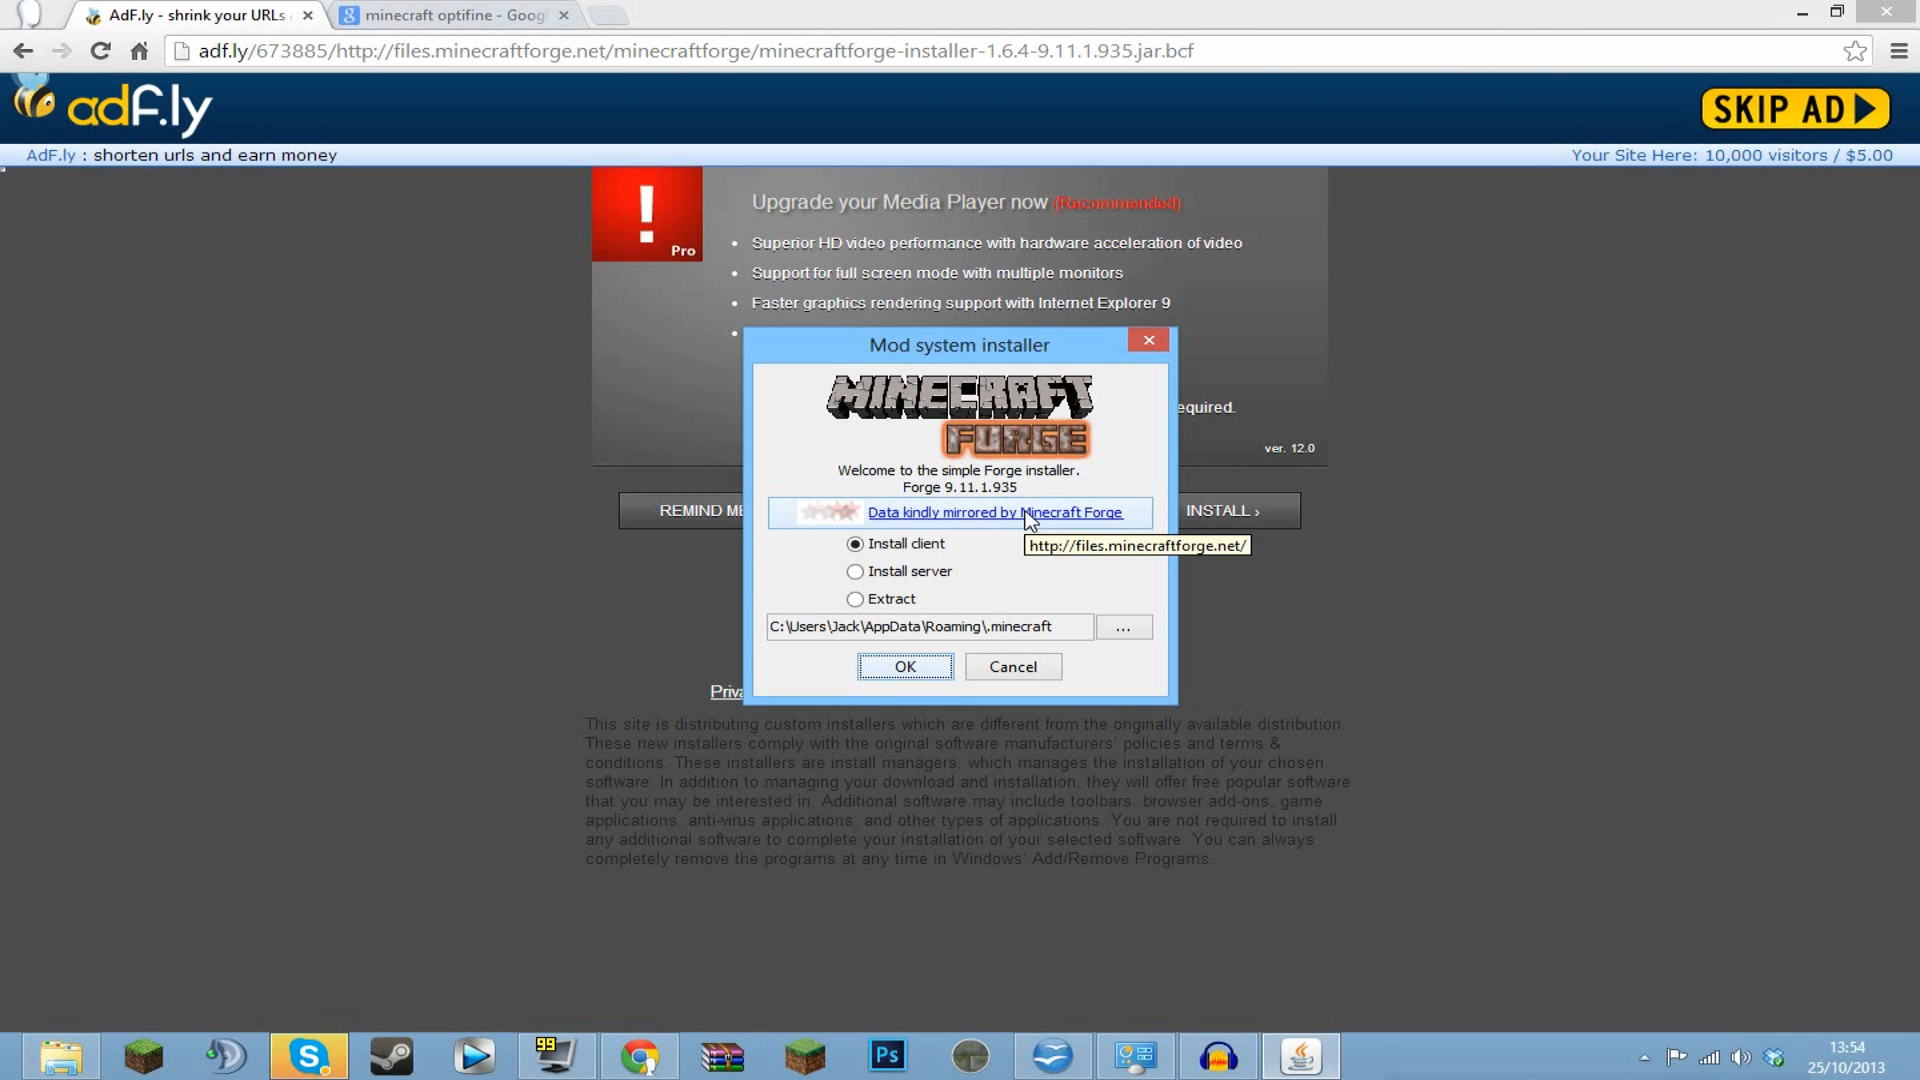 AdF.ly - shrink your URLs
minecraft optifine - Goog
adf.ly/673885/http://files.minecraftforge.net/minecraftforge/minecraftforge-installer-1.6.4-9.11.1.935.jar.bcf
adf.ly
SKIP AD
AdF.ly : shorten urls and earn money
Your Site Here: 10,000 visitors / $5.00
!
Pro
Upgrade your Media Player now (Recommended)
• Superior HD video performance with hardware acceleration of video
• Support for full screen mode with multiple monitors
• Faster graphics rendering support with Internet Explorer 9
equired.
ver. 12.0
REMIND ME
INSTALL ›
Mod system installer
MINECRAFT
FORGE
Welcome to the simple Forge installer.
Forge 9.11.1.935
Data kindly mirrored by Minecraft Forge
http://files.minecraftforge.net/
Install client
Install server
Extract
C:\Users\Jack\AppData\Roaming\.minecraft
...
OK
Cancel
Priva
This site is distributing custom installers which are different from the originally available distribution.
These new installers comply with the original software manufacturers' policies and terms &
conditions. These installers are install managers, which manages the installation of your chosen
software. In addition to managing your download and installation, they will offer free popular software
that you may be interested in. Additional software may include toolbars, browser add-ons, game
applications, anti-virus applications, and other types of applications. You are not required to install
any additional software to complete your installation of your selected software. You can always
completely remove the programs at any time in Windows' Add/Remove Programs.
99
Ps
13:54
25/10/2013